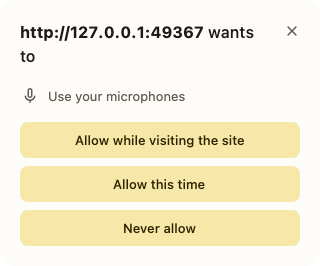 http://127.0.0.1:49367 wants
to
Use your microphones
Allow while visiting the site
Allow this time
Never allow